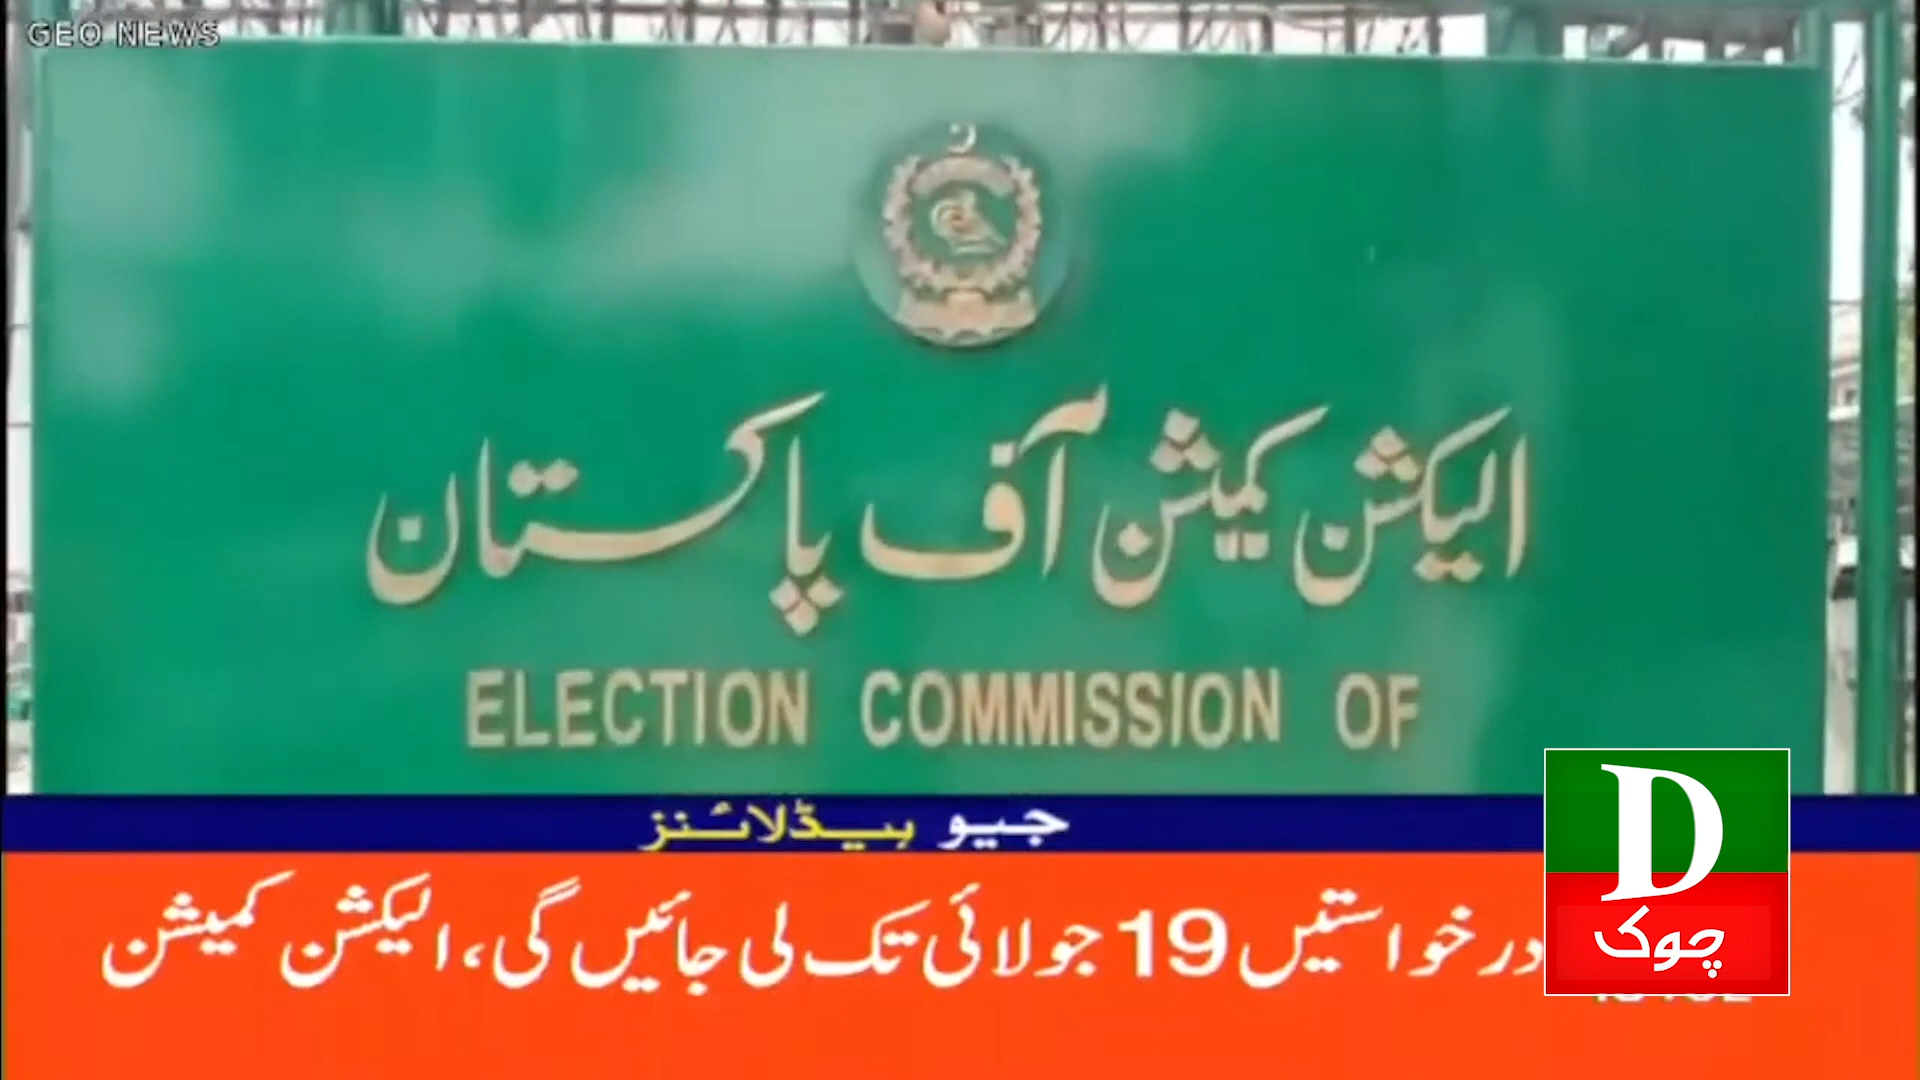 GEO NEWS
الیکشن کمیشن آف پاکستان
ELECTION COMMISSION OF
جیو ہیڈلائنز
D
چوک
درخواستیں 19 جولائی تک لی جائیں گی، الیکشن کمیشن